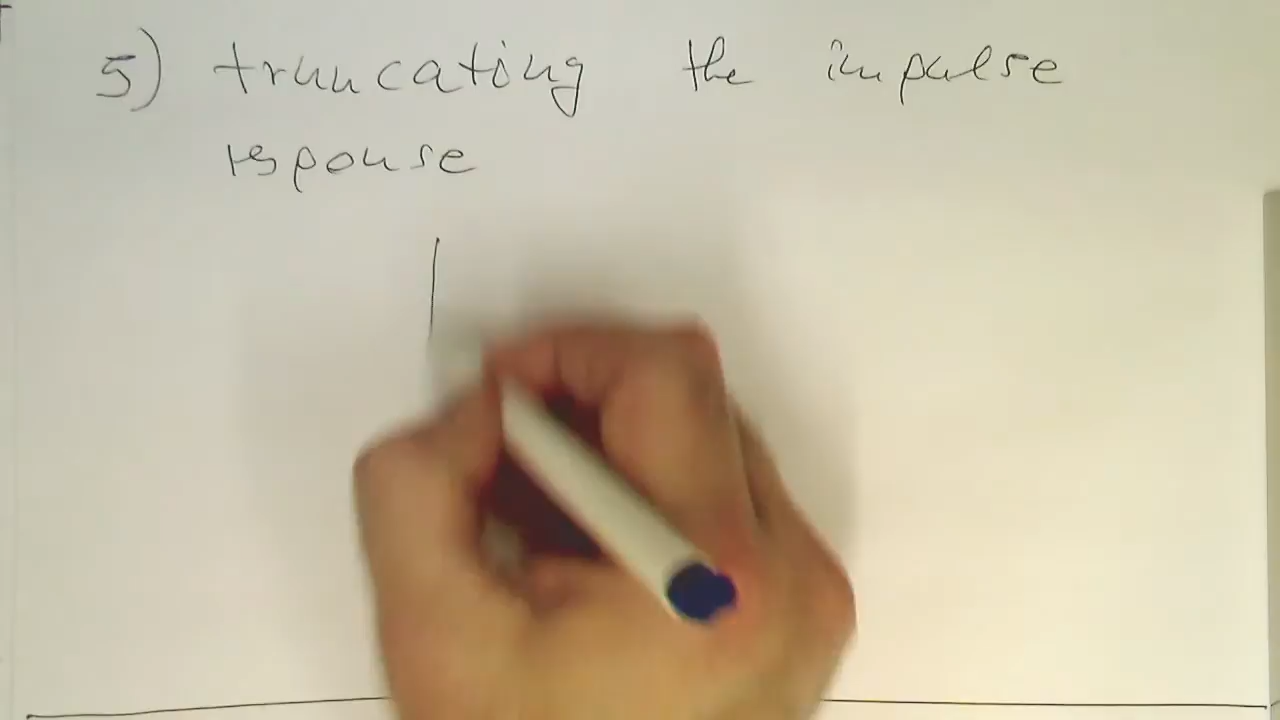 5) truncating the impulse
response